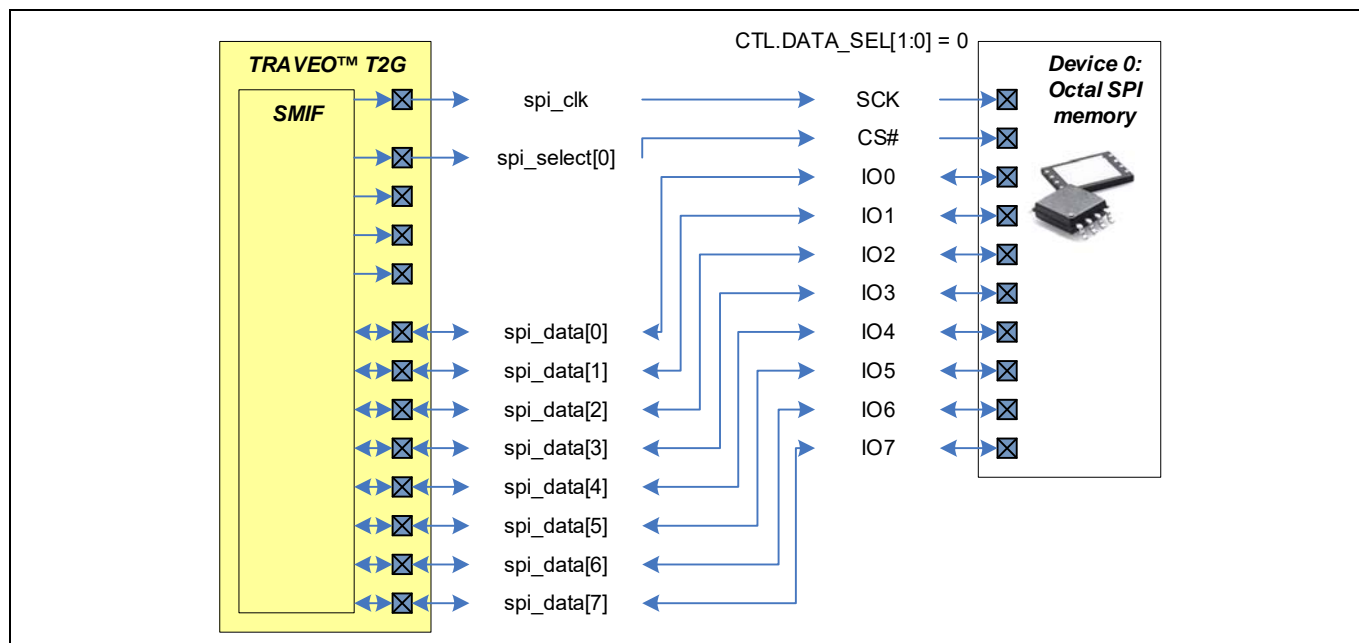 CTL.DATA_SEL[1:0] = 0
TRAVEO™ T2G
SMIF
Device 0:
Octal SPI
memory
spi_clk
SCK
spi_select[0]
CS#
IO0
IO1
IO2
IO3
spi_data[0]
IO4
spi_data[1]
IO5
spi_data[2]
IO6
spi_data[3]
IO7
spi_data[4]
spi_data[5]
spi_data[6]
spi_data[7]